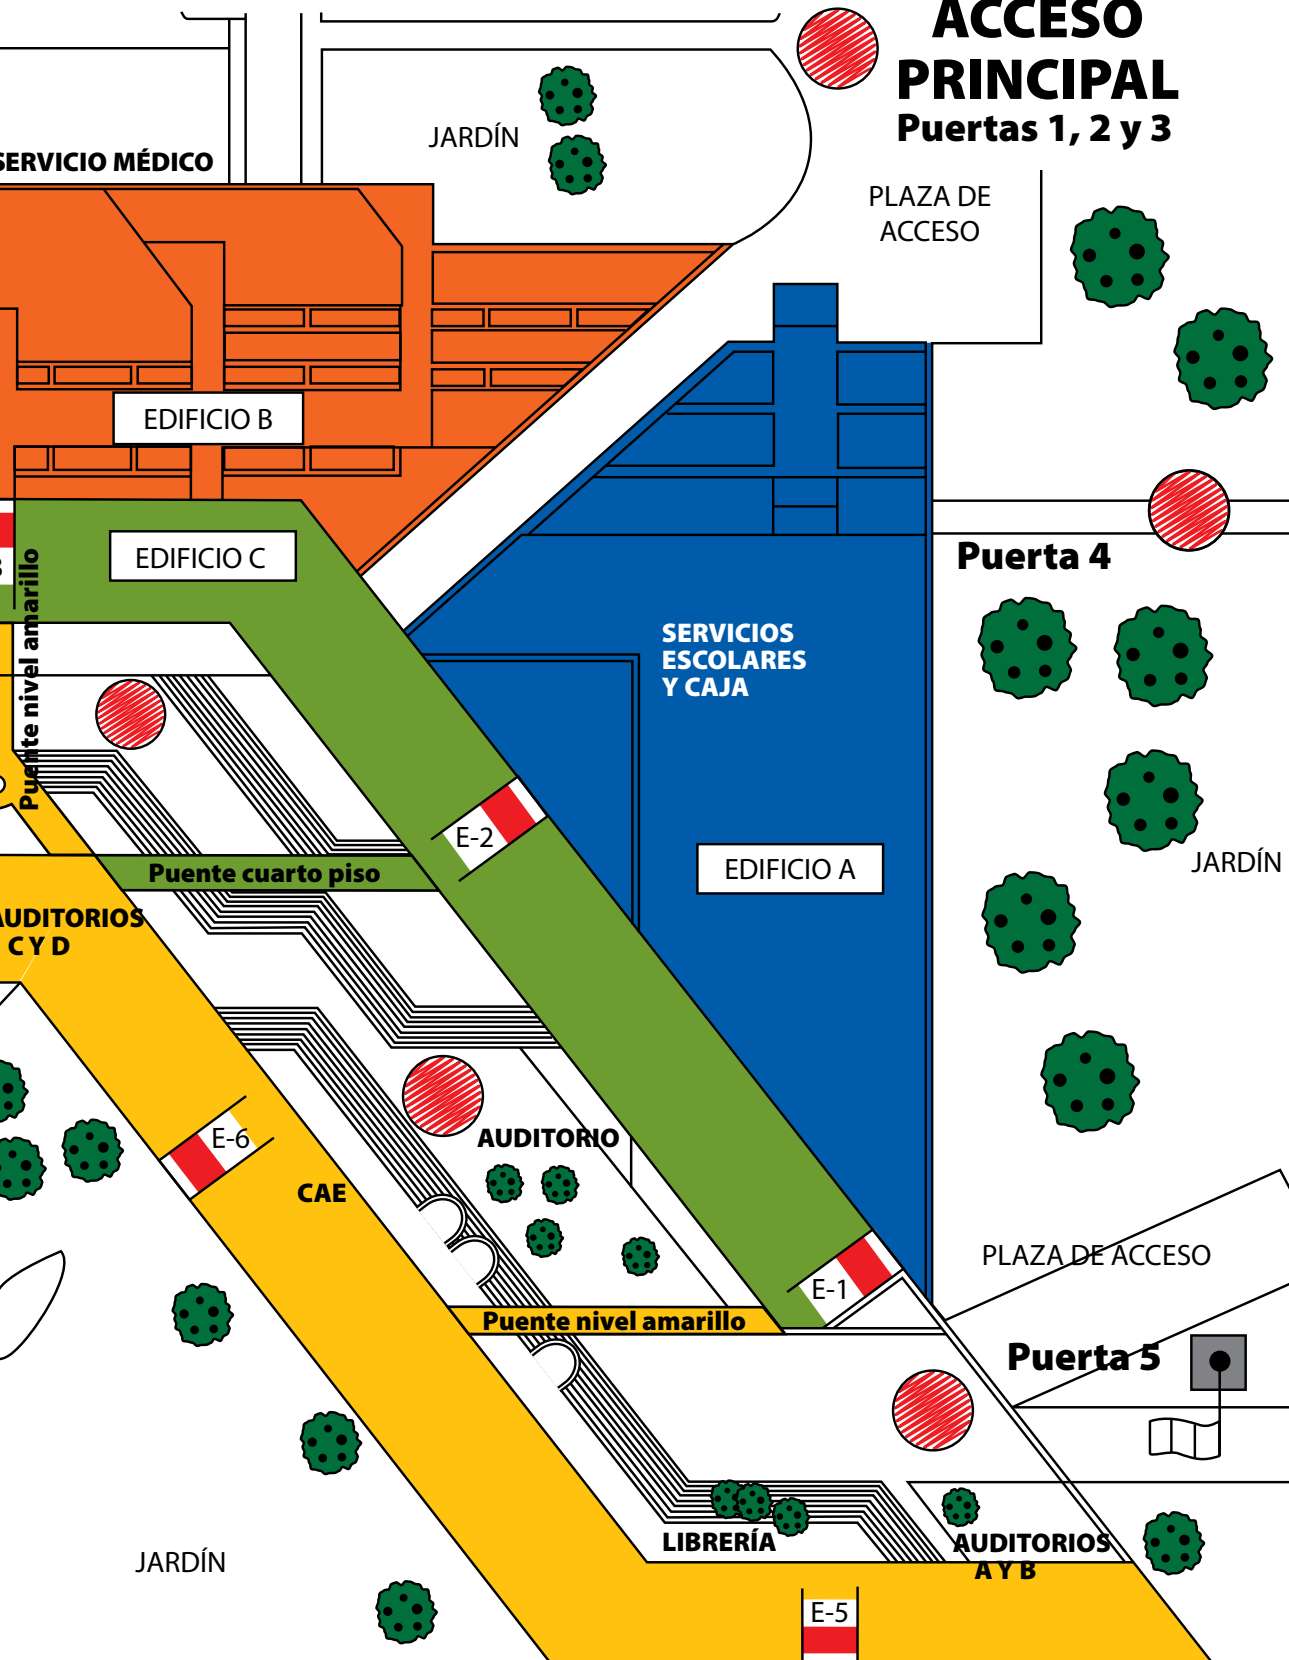 ACCESO
PRINCIPAL
Puertas 1, 2 y 3
JARDÍN
SERVICIO MÉDICO
PLAZA DE
ACCESO
EDIFICIO B
EDIFICIO C
Puente nivel amarillo
Puerta 4
SERVICIOS
ESCOLARES
Y CAJA
E-2
EDIFICIO A
JARDÍN
Puente cuarto piso
AUDITORIOS
C Y D
E-6
AUDITORIO
CAE
PLAZA DE ACCESO
E-1
Puente nivel amarillo
Puerta 5
LIBRERÍA
AUDITORIOS
A Y B
JARDÍN
E-5